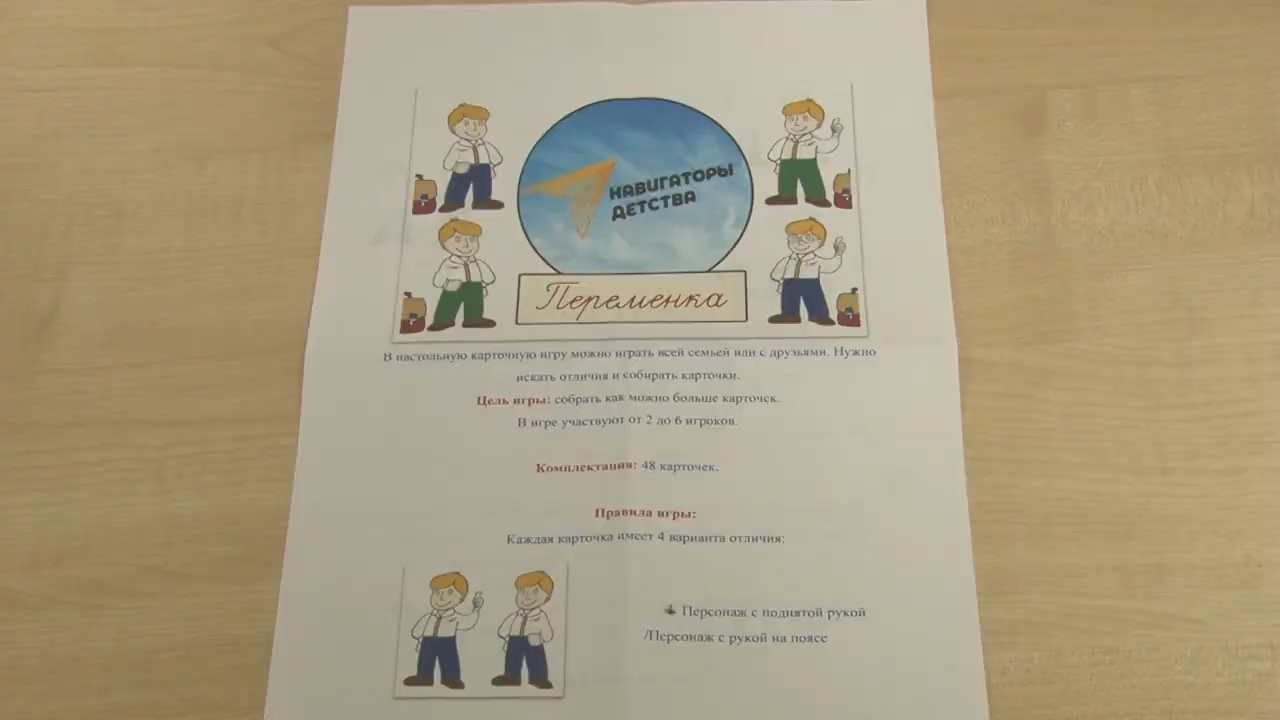 НАВИГАТОРЫ
ДЕТСТВА
Переменка
В настольную карточную игру можно играть всей семьей или с друзьями. Нужно
искать отличия и собирать карточки.
Цель игры: собрать как можно больше карточек.
В игре участвуют от 2 до 6 игроков.
Комплектация: 48 карточек.
Правила игры:
Каждая карточка имеет 4 варианта отличия:
Персонаж с поднятой рукой
/Персонаж с рукой на поясе